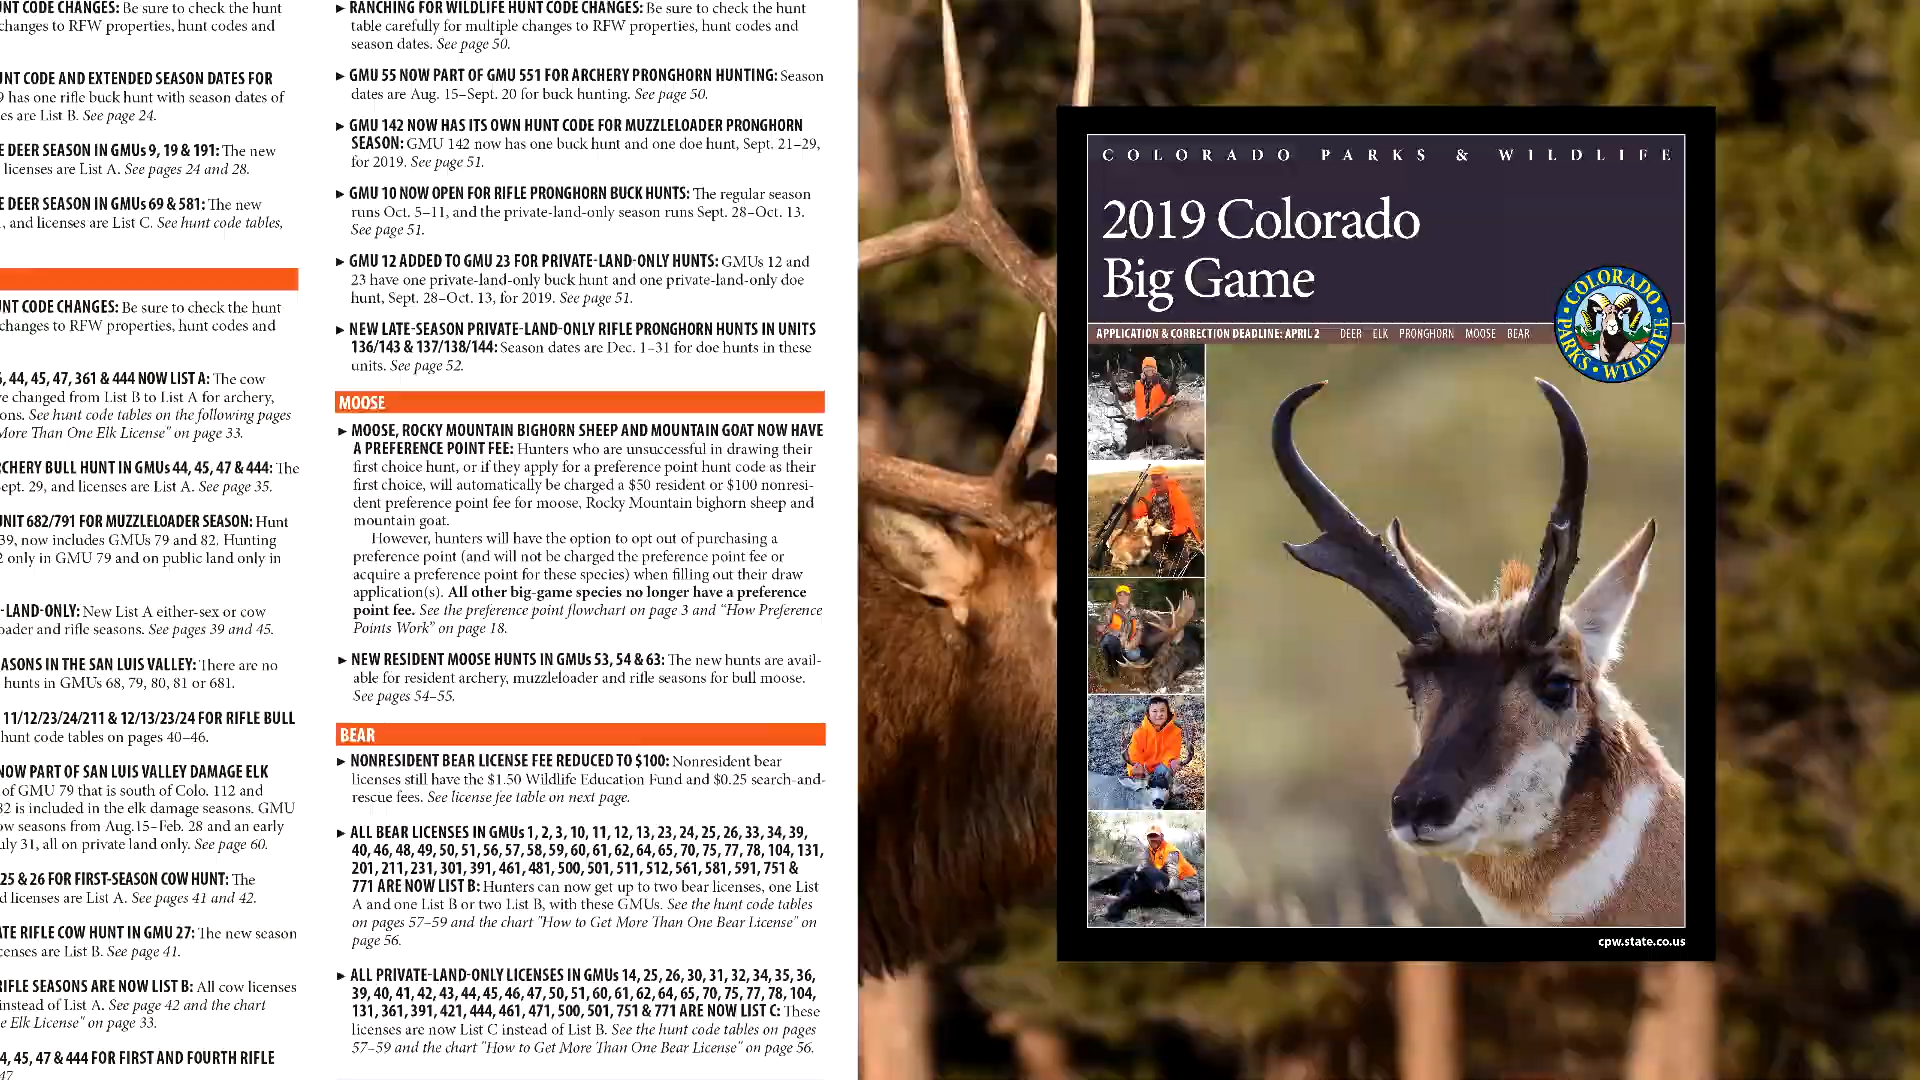 UNT CODE CHANGES: Be sure to check the hunt
changes to RFW properties, hunt codes and
UNT CODE AND EXTENDED SEASON DATES FOR
9 has one rifle buck hunt with season dates of
es are List B. See page 24.
E DEER SEASON IN GMUs 9, 19 & 191: The new
licenses are List A. See pages 24 and 28.
E DEER SEASON IN GMUs 69 & 581: The new
, and licenses are List C. See hunt code tables,
UNT CODE CHANGES: Be sure to check the hunt
changes to RFW properties, hunt codes and
, 44, 45, 47, 361 & 444 NOW LIST A: The cow
e changed from List B to List A for archery,
ons. See hunt code tables on the following pages
More Than One Elk License" on page 33.
RCHERY BULL HUNT IN GMUs 44, 45, 47 & 444: The
ept. 29, and licenses are List A. See page 35.
UNIT 682/791 FOR MUZZLELOADER SEASON: Hunt
39, now includes GMUs 79 and 82. Hunting
2 only in GMU 79 and on public land only in
-LAND-ONLY: New List A either-sex or cow
oader and rifle seasons. See pages 39 and 45.
ASONS IN THE SAN LUIS VALLEY: There are no
hunts in GMUs 68, 79, 80, 81 or 681.
11/12/23/24/211 & 12/13/23/24 FOR RIFLE BULL
hunt code tables on pages 40–46.
NOW PART OF SAN LUIS VALLEY DAMAGE ELK
of GMU 79 that is south of Colo. 112 and
82 is included in the elk damage seasons. GMU
ow seasons from Aug.15–Feb. 28 and an early
uly 31, all on private land only. See page 60.
25 & 26 FOR FIRST-SEASON COW HUNT: The
d licenses are List A. See pages 41 and 42.
ATE RIFLE COW HUNT IN GMU 27: The new season
censes are List B. See page 41.
RIFLE SEASONS ARE NOW LIST B: All cow licenses
instead of List A. See page 42 and the chart
e Elk License" on page 33.
4, 45, 47 & 444 FOR FIRST AND FOURTH RIFLE
47.
► RANCHING FOR WILDLIFE HUNT CODE CHANGES: Be sure to check the hunt
table carefully for multiple changes to RFW properties, hunt codes and
season dates. See page 50.
► GMU 55 NOW PART OF GMU 551 FOR ARCHERY PRONGHORN HUNTING: Season
dates are Aug. 15–Sept. 20 for buck hunting. See page 50.
► GMU 142 NOW HAS ITS OWN HUNT CODE FOR MUZZLELOADER PRONGHORN
SEASON: GMU 142 now has one buck hunt and one doe hunt, Sept. 21–29,
for 2019. See page 51.
► GMU 10 NOW OPEN FOR RIFLE PRONGHORN BUCK HUNTS: The regular season
runs Oct. 5–11, and the private-land-only season runs Sept. 28–Oct. 13.
See page 51.
► GMU 12 ADDED TO GMU 23 FOR PRIVATE-LAND-ONLY HUNTS: GMUs 12 and
23 have one private-land-only buck hunt and one private-land-only doe
hunt, Sept. 28–Oct. 13, for 2019. See page 51.
► NEW LATE-SEASON PRIVATE-LAND-ONLY RIFLE PRONGHORN HUNTS IN UNITS
136/143 & 137/138/144: Season dates are Dec. 1–31 for doe hunts in these
units. See page 52.
MOOSE
► MOOSE, ROCKY MOUNTAIN BIGHORN SHEEP AND MOUNTAIN GOAT NOW HAVE
A PREFERENCE POINT FEE: Hunters who are unsuccessful in drawing their
first choice hunt, or if they apply for a preference point hunt code as their
first choice, will automatically be charged a $50 resident or $100 nonresi-
dent preference point fee for moose, Rocky Mountain bighorn sheep and
mountain goat.
However, hunters will have the option to opt out of purchasing a
preference point (and will not be charged the preference point fee or
acquire a preference point for these species) when filling out their draw
application(s). All other big-game species no longer have a preference
point fee. See the preference point flowchart on page 3 and "How Preference
Points Work" on page 18.
► NEW RESIDENT MOOSE HUNTS IN GMUs 53, 54 & 63: The new hunts are avail-
able for resident archery, muzzleloader and rifle seasons for bull moose.
See pages 54–55.
BEAR
► NONRESIDENT BEAR LICENSE FEE REDUCED TO $100: Nonresident bear
licenses still have the $1.50 Wildlife Education Fund and $0.25 search-and-
rescue fees. See license fee table on next page.
► ALL BEAR LICENSES IN GMUs 1, 2, 3, 10, 11, 12, 13, 23, 24, 25, 26, 33, 34, 39,
40, 46, 48, 49, 50, 51, 56, 57, 58, 59, 60, 61, 62, 64, 65, 70, 75, 77, 78, 104, 131,
201, 211, 231, 301, 391, 461, 481, 500, 501, 511, 512, 561, 581, 591, 751 &
771 ARE NOW LIST B: Hunters can now get up to two bear licenses, one List
A and one List B or two List B, with these GMUs. See the hunt code tables
on pages 57–59 and the chart "How to Get More Than One Bear License" on
page 56.
► ALL PRIVATE-LAND-ONLY LICENSES IN GMUs 14, 25, 26, 30, 31, 32, 34, 35, 36,
39, 40, 41, 42, 43, 44, 45, 46, 47, 50, 51, 60, 61, 62, 64, 65, 70, 75, 77, 78, 104,
131, 361, 391, 421, 444, 461, 471, 500, 501, 751 & 771 ARE NOW LIST C: These
licenses are now List C instead of List B. See the hunt code tables on pages
57–59 and the chart "How to Get More Than One Bear License" on page 56.
COLORADO PARKS & WILDLIFE
2019 Colorado
Big Game
APPLICATION & CORRECTION DEADLINE: APRIL 2 DEER ELK PRONGHORN MOOSE BEAR
COLORADO
PARKS • WILDLIFE
cpw.state.co.us